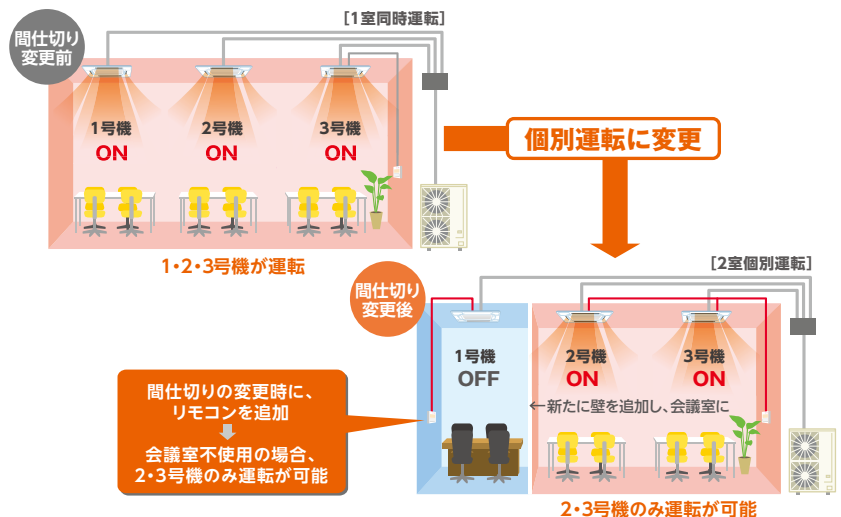 間仕切り
変更前
［1室同時運転］
1号機
ON
2号機
ON
3号機
ON
1・2・3号機が運転
個別運転に変更
間仕切り
変更後
［2室個別運転］
1号機
OFF
2号機
ON
3号機
ON
←新たに壁を追加し、会議室に
間仕切りの変更時に、
リモコンを追加
会議室不使用の場合、
2・3号機のみ運転が可能
2・3号機のみ運転が可能